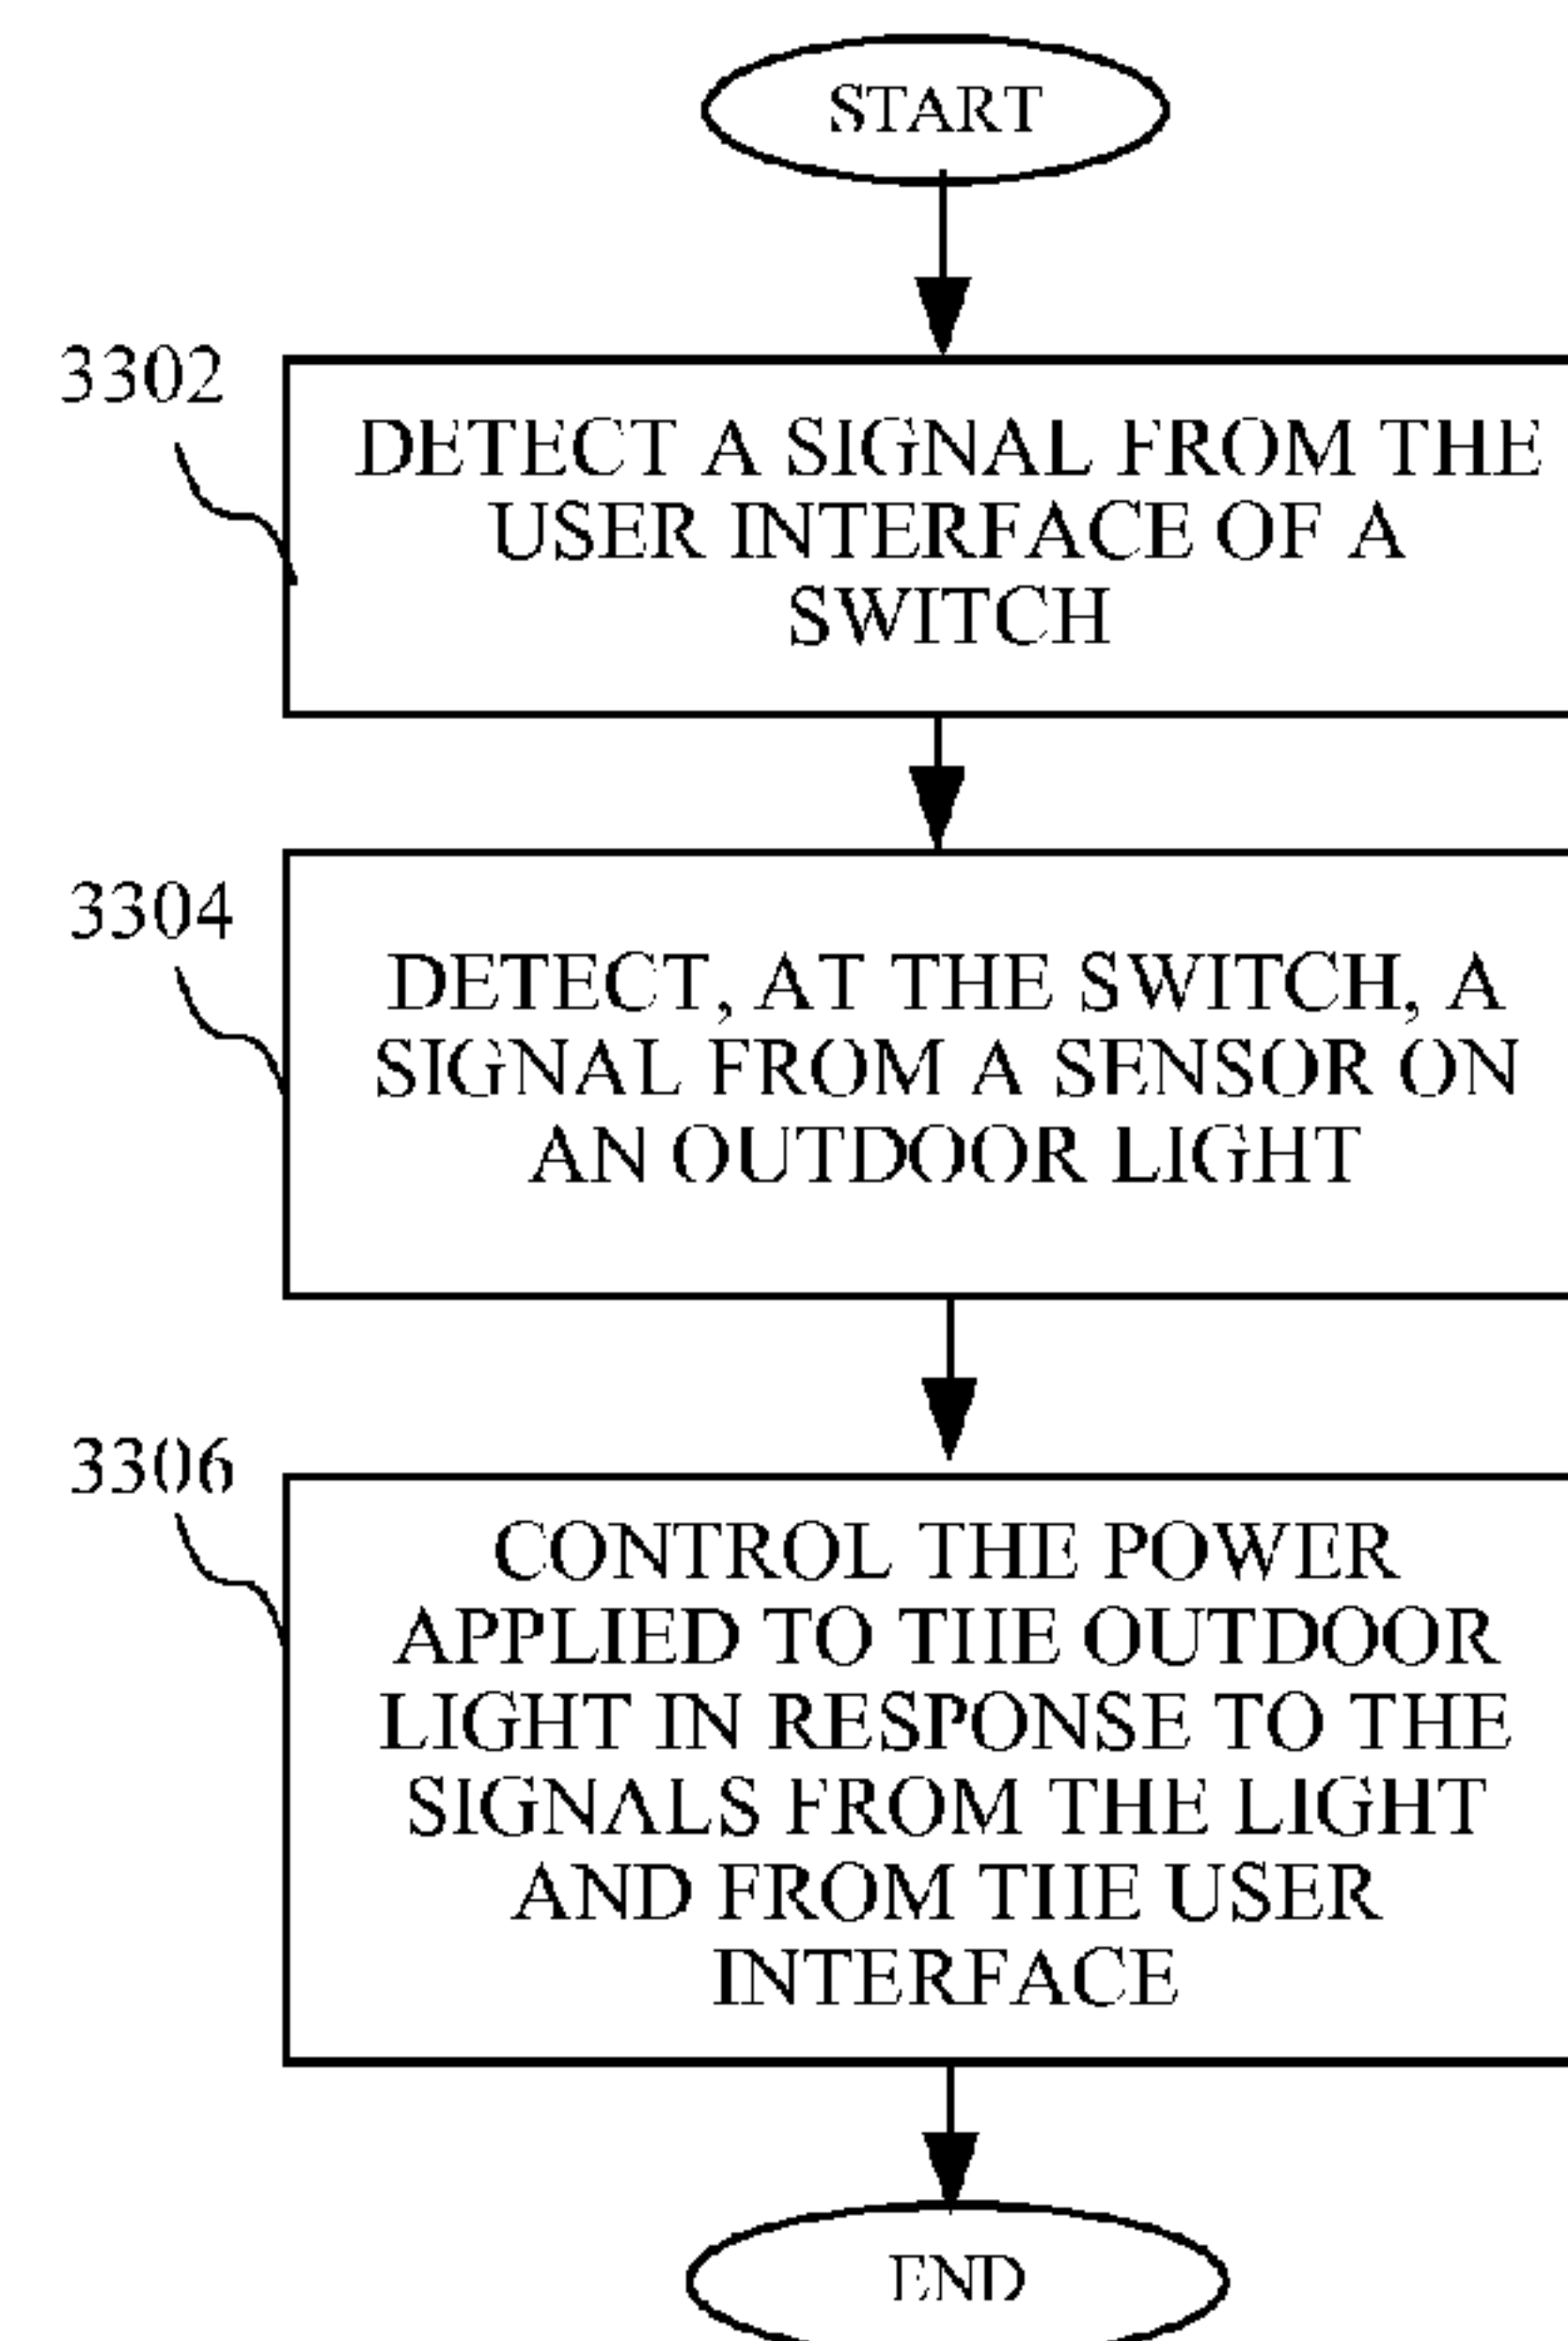 START
3302
DETECT A SIGNAL FROM THE
USER INTERFACE OF A
SWITCH
3304
DETECT, AT THE SWITCH, A
SIGNAL FROM A SENSOR ON
AN OUTDOOR LIGHT
3306
CONTROL THE POWER
APPLIED TO THE OUTDOOR
LIGHT IN RESPONSE TO THE
SIGNALS FROM THE LIGHT
AND FROM THE USER
INTERFACE
END